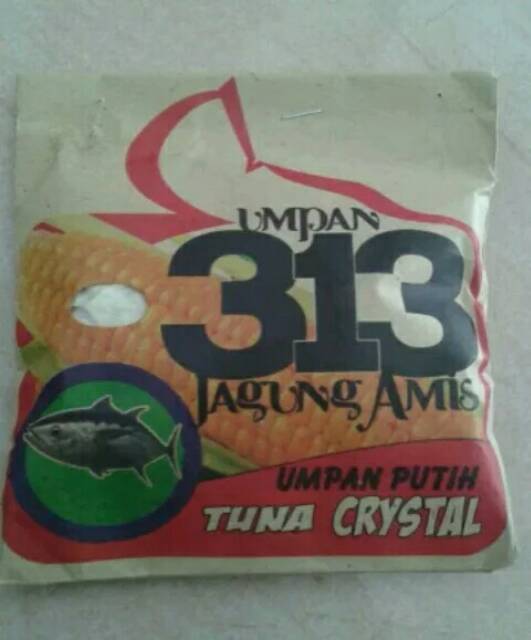 UMPAN
313
JAGUNG AMIS
UMPAN PUTIH
TUNA CRYSTAL